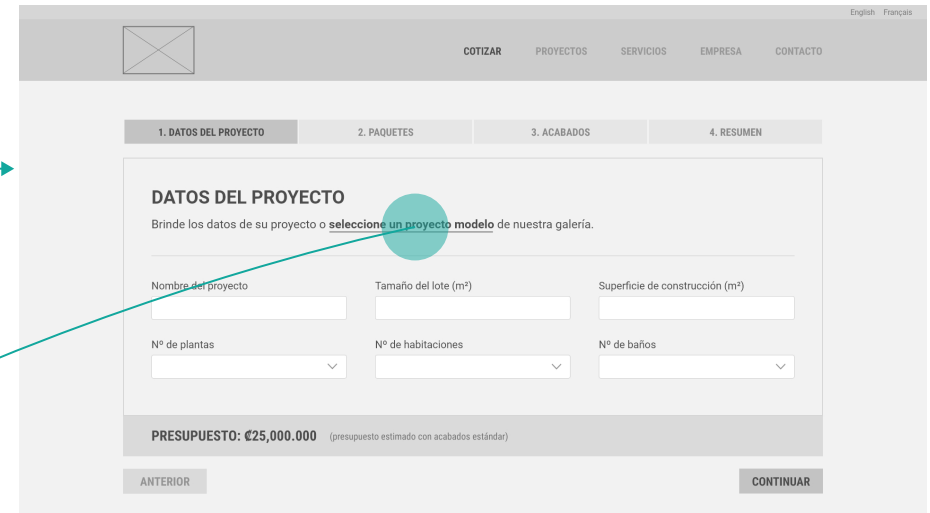 English Français
COTIZAR PROYECTOS SERVICIOS EMPRESA CONTACTO
1. DATOS DEL PROYECTO 2. PAQUETES 3. ACABADOS 4. RESUMEN
DATOS DEL PROYECTO
Brinde los datos de su proyecto o seleccione un proyecto modelo de nuestra galería.
Nombre del proyecto Tamaño del lote (m²) Superficie de construcción (m²)
Nº de plantas Nº de habitaciones Nº de baños
PRESUPUESTO: ₡25,000.000 (presupuesto estimado con acabados estándar)
ANTERIOR CONTINUAR